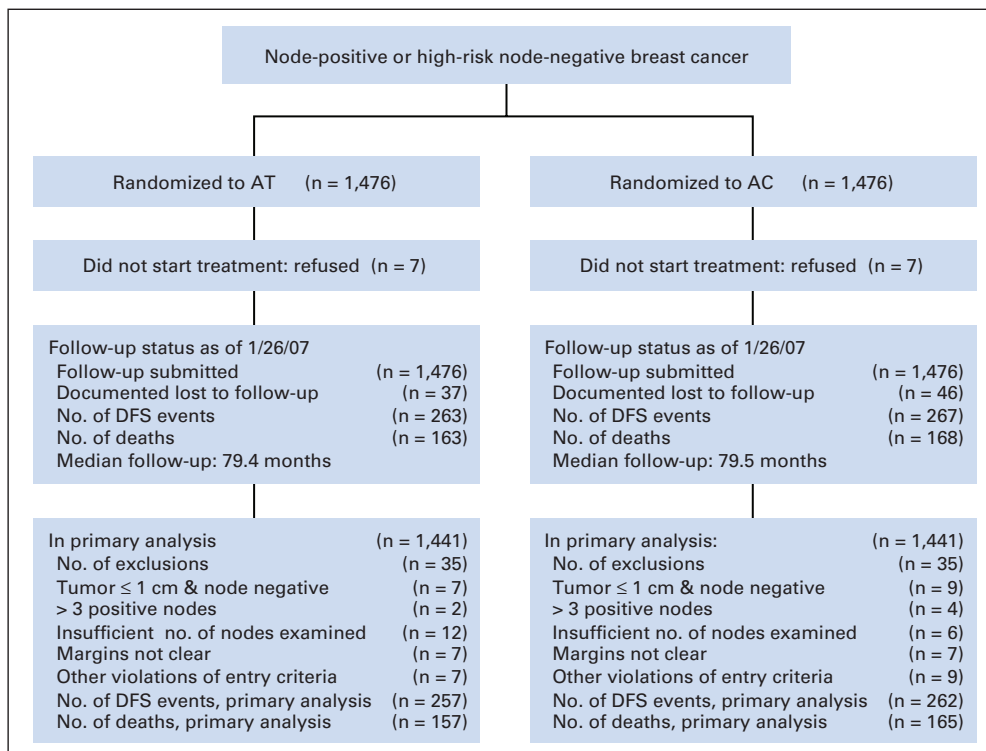 Node-positive or high-risk node-negative breast cancer
Randomized to AT (n = 1,476)
Did not start treatment: refused (n = 7)
Follow-up status as of 1/26/07
Follow-up submitted (n = 1,476)
Documented lost to follow-up (n = 37)
No. of DFS events (n = 263)
No. of deaths (n = 163)
Median follow-up: 79.4 months
In primary analysis (n = 1,441)
No. of exclusions (n = 35)
Tumor ≤ 1 cm & node negative (n = 7)
> 3 positive nodes (n = 2)
Insufficient no. of nodes examined (n = 12)
Margins not clear (n = 7)
Other violations of entry criteria (n = 7)
No. of DFS events, primary analysis (n = 257)
No. of deaths, primary analysis (n = 157)
Randomized to AC (n = 1,476)
Did not start treatment: refused (n = 7)
Follow-up status as of 1/26/07
Follow-up submitted (n = 1,476)
Documented lost to follow-up (n = 46)
No. of DFS events (n = 267)
No. of deaths (n = 168)
Median follow-up: 79.5 months
In primary analysis: (n = 1,441)
No. of exclusions (n = 35)
Tumor ≤ 1 cm & node negative (n = 9)
> 3 positive nodes (n = 4)
Insufficient no. of nodes examined (n = 6)
Margins not clear (n = 7)
Other violations of entry criteria (n = 9)
No. of DFS events, primary analysis (n = 262)
No. of deaths, primary analysis (n = 165)